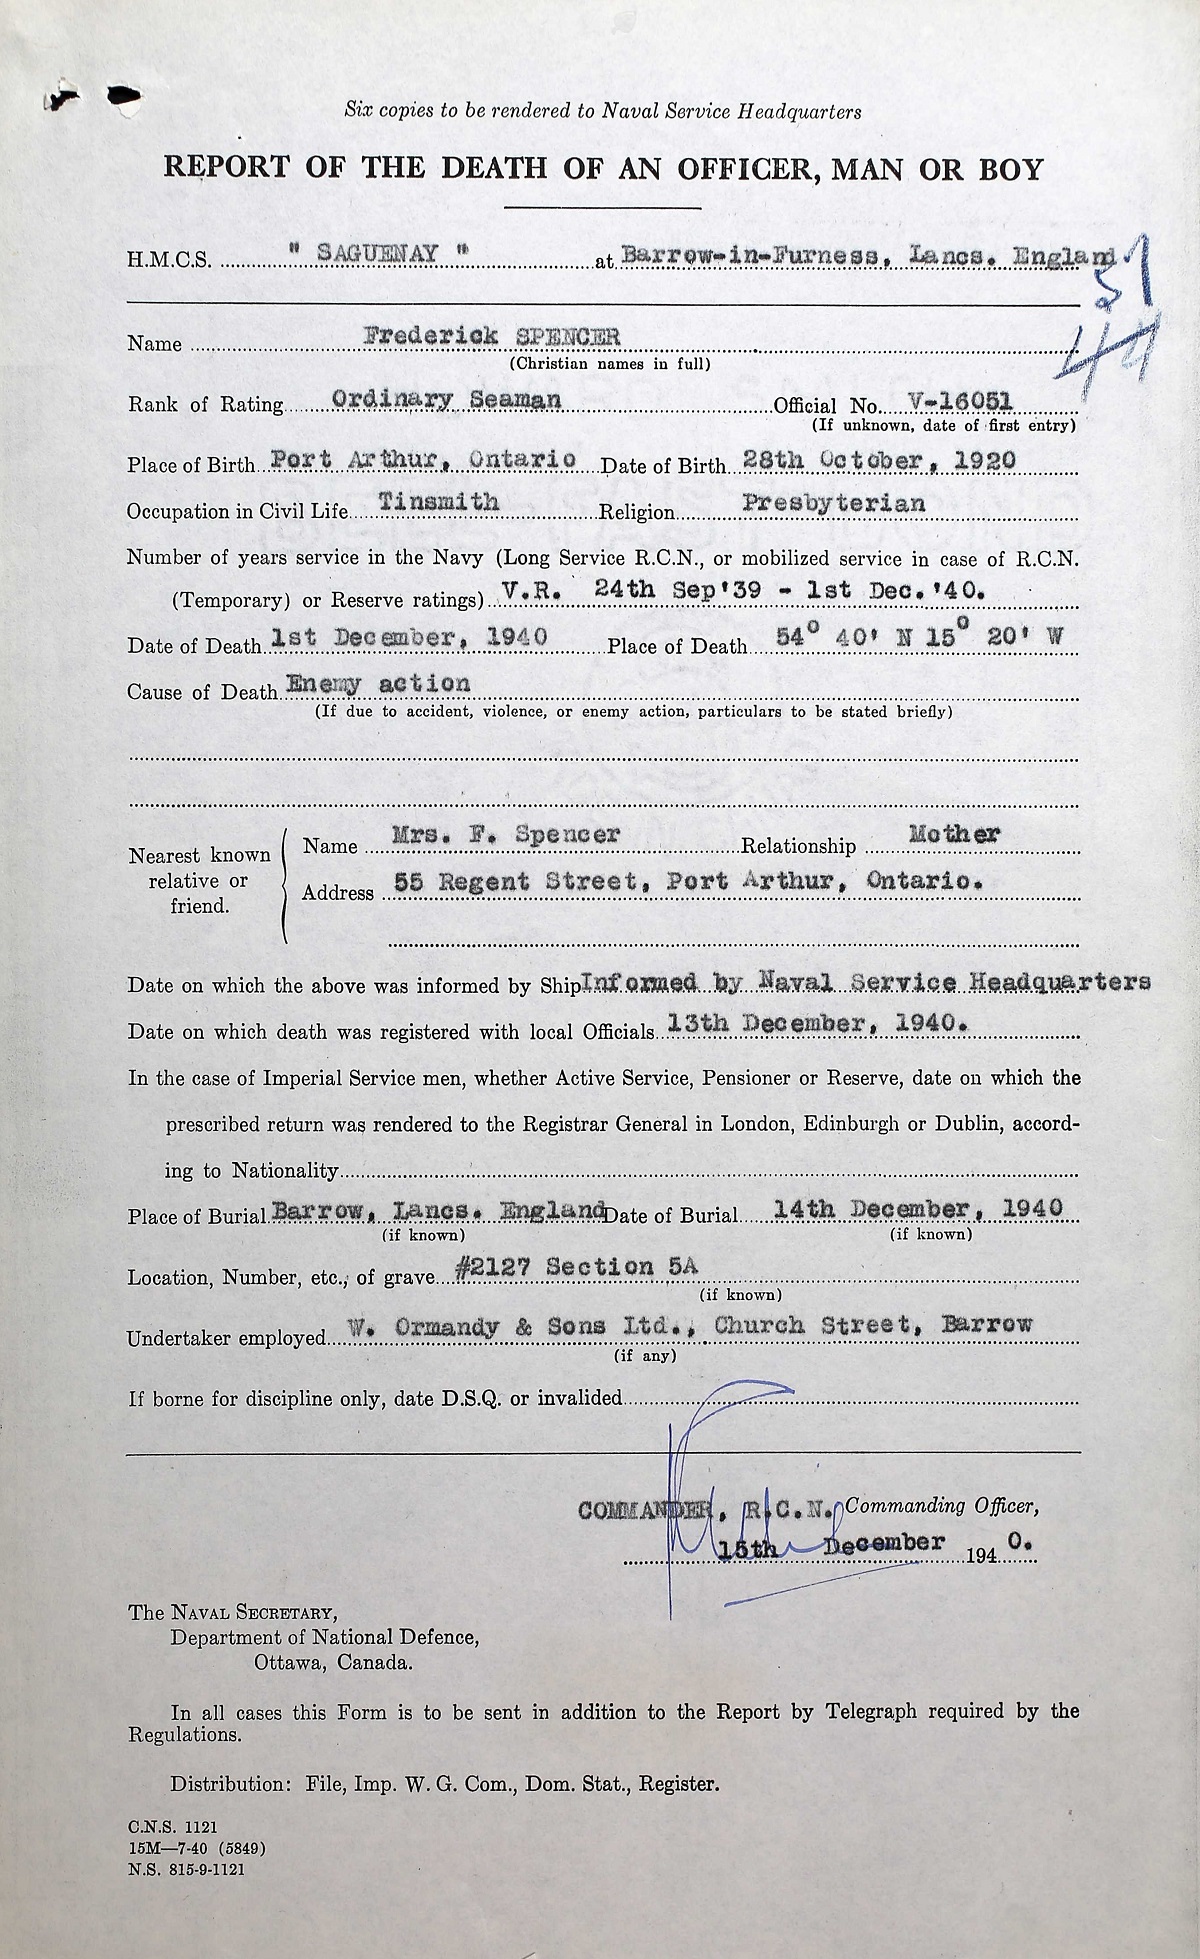 Six copies to be rendered to Naval Service Headquarters
REPORT OF THE DEATH OF AN OFFICER, MAN OR BOY
H.M.C.S. " SAGUENAY " at Barrow-in-Furness, Lancs. England
51
44
Name Frederick SPENCER
(Christian names in full)
Rank of Rating Ordinary Seaman Official No. V-16051
(If unknown, date of first entry)
Place of Birth Port Arthur, Ontario Date of Birth 28th October, 1920
Occupation in Civil Life Tinsmith Religion Presbyterian
Number of years service in the Navy (Long Service R.C.N., or mobilized service in case of R.C.N.
(Temporary) or Reserve ratings) V.R. 24th Sep'39 - 1st Dec.'40.
Date of Death 1st December, 1940 Place of Death 54° 40' N 15° 20' W
Cause of Death Enemy action
(If due to accident, violence, or enemy action, particulars to be stated briefly)
Nearest known relative or friend.
Name Mrs. F. Spencer Relationship Mother
Address 55 Regent Street, Port Arthur, Ontario.
Date on which the above was informed by Ship Informed by Naval Service Headquarters
Date on which death was registered with local Officials 13th December, 1940.
In the case of Imperial Service men, whether Active Service, Pensioner or Reserve, date on which the
prescribed return was rendered to the Registrar General in London, Edinburgh or Dublin, accord-
ing to Nationality
Place of Burial Barrow, Lancs. England Date of Burial 14th December, 1940
(if known) (if known)
Location, Number, etc., of grave #2127 Section 5A
(if known)
Undertaker employed W. Ormandy & Sons Ltd., Church Street, Barrow
(if any)
If borne for discipline only, date D.S.Q. or invalided
COMMANDER, R.C.N. Commanding Officer,
15th December 1940.
The NAVAL SECRETARY,
Department of National Defence,
Ottawa, Canada.
In all cases this Form is to be sent in addition to the Report by Telegraph required by the
Regulations.
Distribution: File, Imp. W. G. Com., Dom. Stat., Register.
C.N.S. 1121
15M—7-40 (5849)
N.S. 815-9-1121